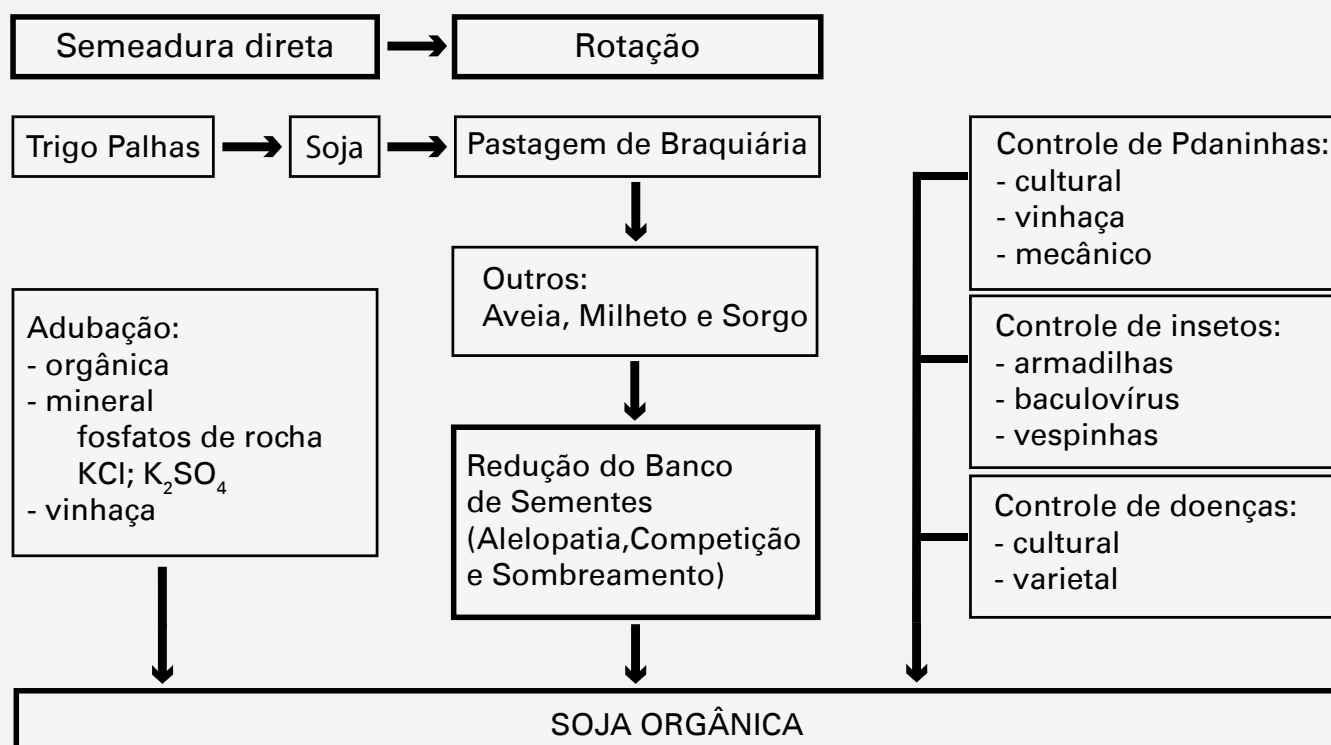 Semeadura direta
Rotação
Trigo Palhas
Soja
Pastagem de Braquiária
Outros:
Aveia, Milheto e Sorgo
Adubação:
- orgânica
- mineral
fosfatos de rocha
KCl; K₂SO₄
- vinhaça
Redução do Banco
de Sementes
(Alelopatia,Competição
e Sombreamento)
Controle de Pdaninhas:
- cultural
- vinhaça
- mecânico
Controle de insetos:
- armadilhas
- baculovírus
- vespinhas
Controle de doenças:
- cultural
- varietal
SOJA ORGÂNICA